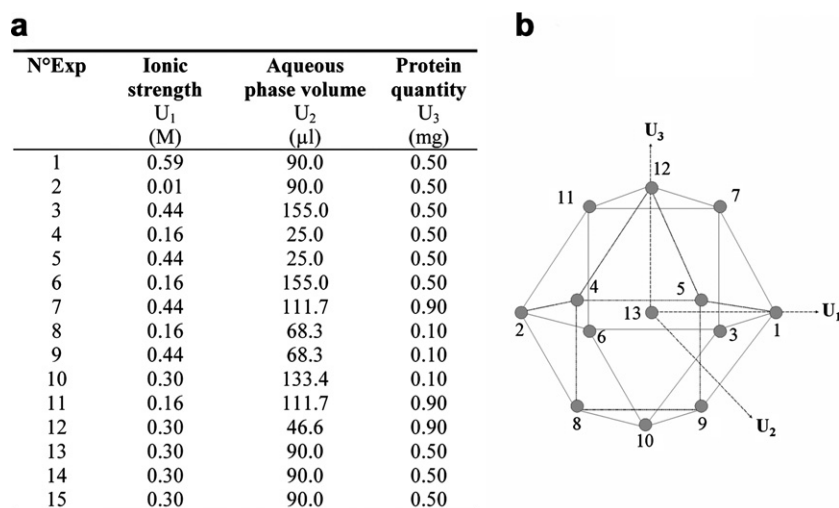 a
N°Exp Ionic strength U₁ (M) Aqueous phase volume U₂ (µl) Protein quantity U₃ (mg)
1 0.59 90.0 0.50
2 0.01 90.0 0.50
3 0.44 155.0 0.50
4 0.16 25.0 0.50
5 0.44 25.0 0.50
6 0.16 155.0 0.50
7 0.44 111.7 0.90
8 0.16 68.3 0.10
9 0.44 68.3 0.10
10 0.30 133.4 0.10
11 0.16 111.7 0.90
12 0.30 46.6 0.90
13 0.30 90.0 0.50
14 0.30 90.0 0.50
15 0.30 90.0 0.50
b
U₃
12
11 7
4 5
13 U₁
2 6 3 1
8 9 U₂
10